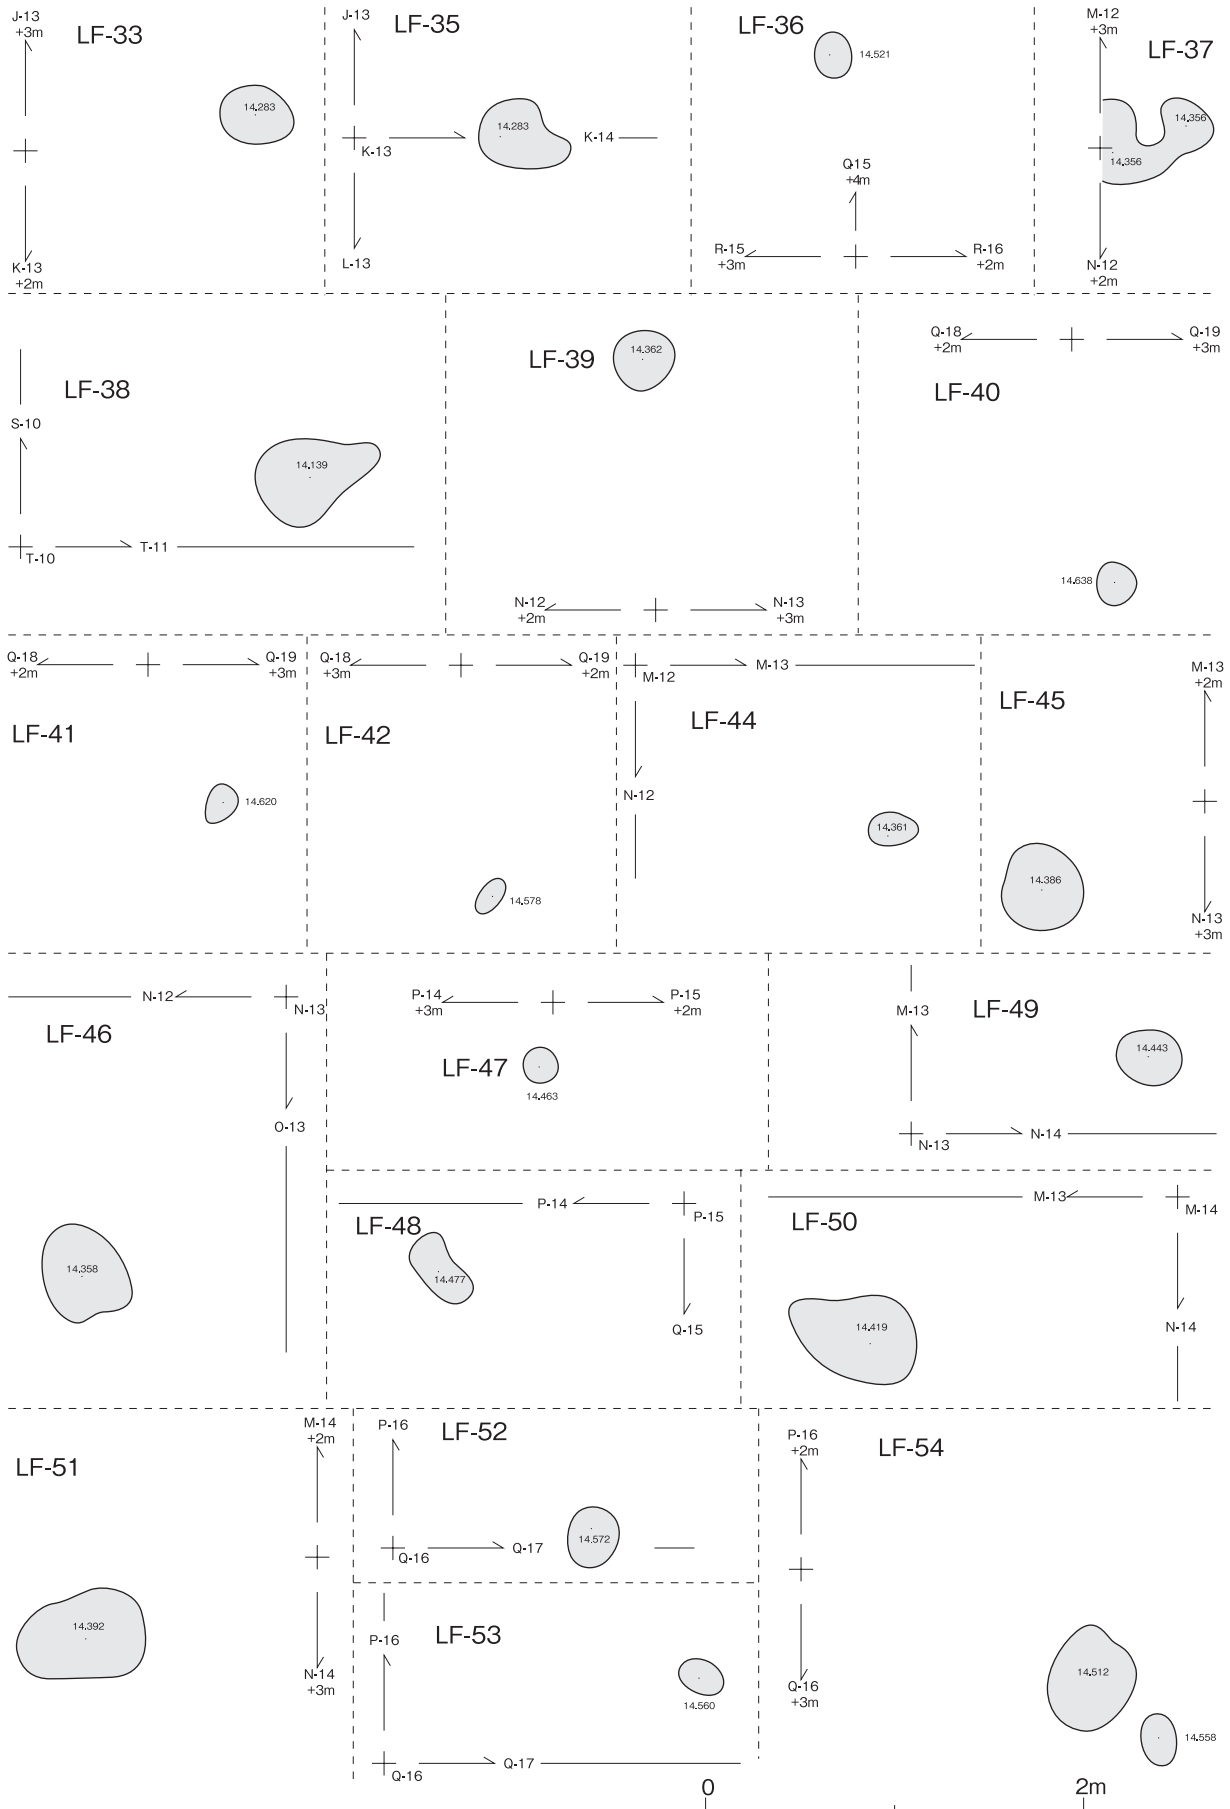 J-13
+3m
LF-33
14.283
K-13
+2m
J-13
LF-35
14.283
K-13
K-14
L-13
LF-36
14.521
Q-15
+4m
R-15
+3m
R-16
+2m
M-12
+3m
LF-37
14.356
14.356
N-12
+2m
LF-38
S-10
14.139
T-10
T-11
LF-39
14.362
N-12
+2m
N-13
+3m
Q-18
+2m
Q-19
+3m
LF-40
14.638
Q-18
+2m
Q-19
+3m
LF-41
14.620
Q-18
+3m
Q-19
+2m
LF-42
14.578
M-12
M-13
LF-44
N-12
14.361
M-13
+2m
LF-45
14.386
N-13
+3m
N-12
N-13
LF-46
O-13
14.358
P-14
+3m
P-15
+2m
LF-47
14.463
M-13
LF-49
14.443
N-13
N-14
P-14
P-15
LF-48
14.477
Q-15
M-13
M-14
LF-50
14.419
N-14
M-14
+2m
LF-51
14.392
N-14
+3m
P-16
LF-52
14.572
Q-16
Q-17
P-16
LF-53
14.560
Q-16
Q-17
P-16
+2m
LF-54
14.512
Q-16
+3m
14.558
0
2m